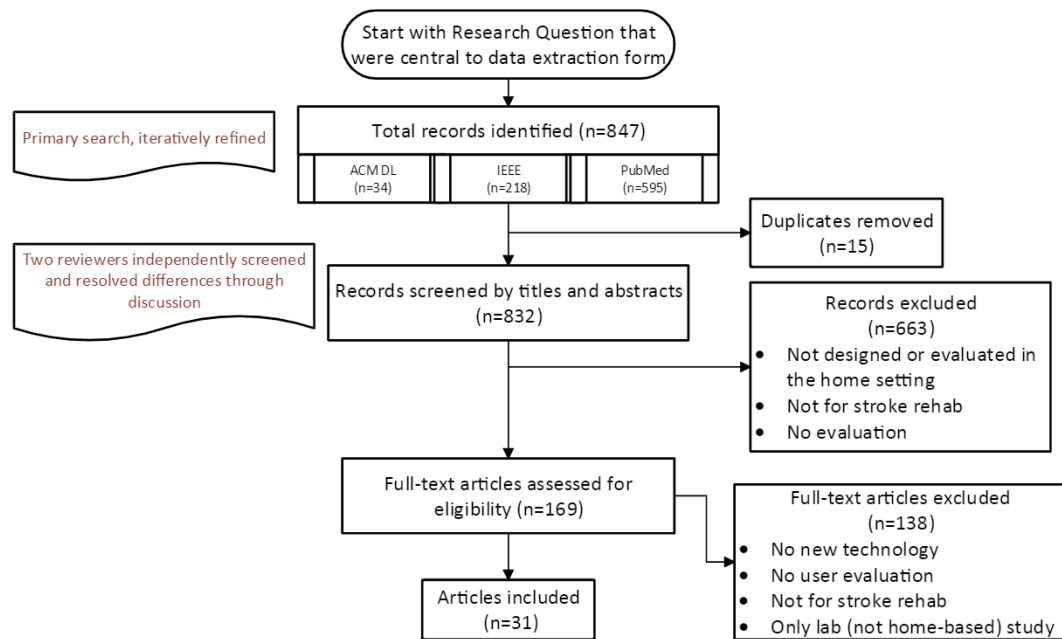 Start with Research Question that
were central to data extraction form
Primary search, iteratively refined
Total records identified (n=847)
ACM DL
(n=34)
IEEE
(n=218)
PubMed
(n=595)
Duplicates removed
(n=15)
Two reviewers independently screened
and resolved differences through
discussion
Records screened by titles and abstracts
(n=832)
Records excluded
(n=663)
• Not designed or evaluated in
the home setting
• Not for stroke rehab
• No evaluation
Full-text articles assessed for
eligibility (n=169)
Full-text articles excluded
(n=138)
• No new technology
• No user evaluation
• Not for stroke rehab
• Only lab (not home-based) study
Articles included
(n=31)